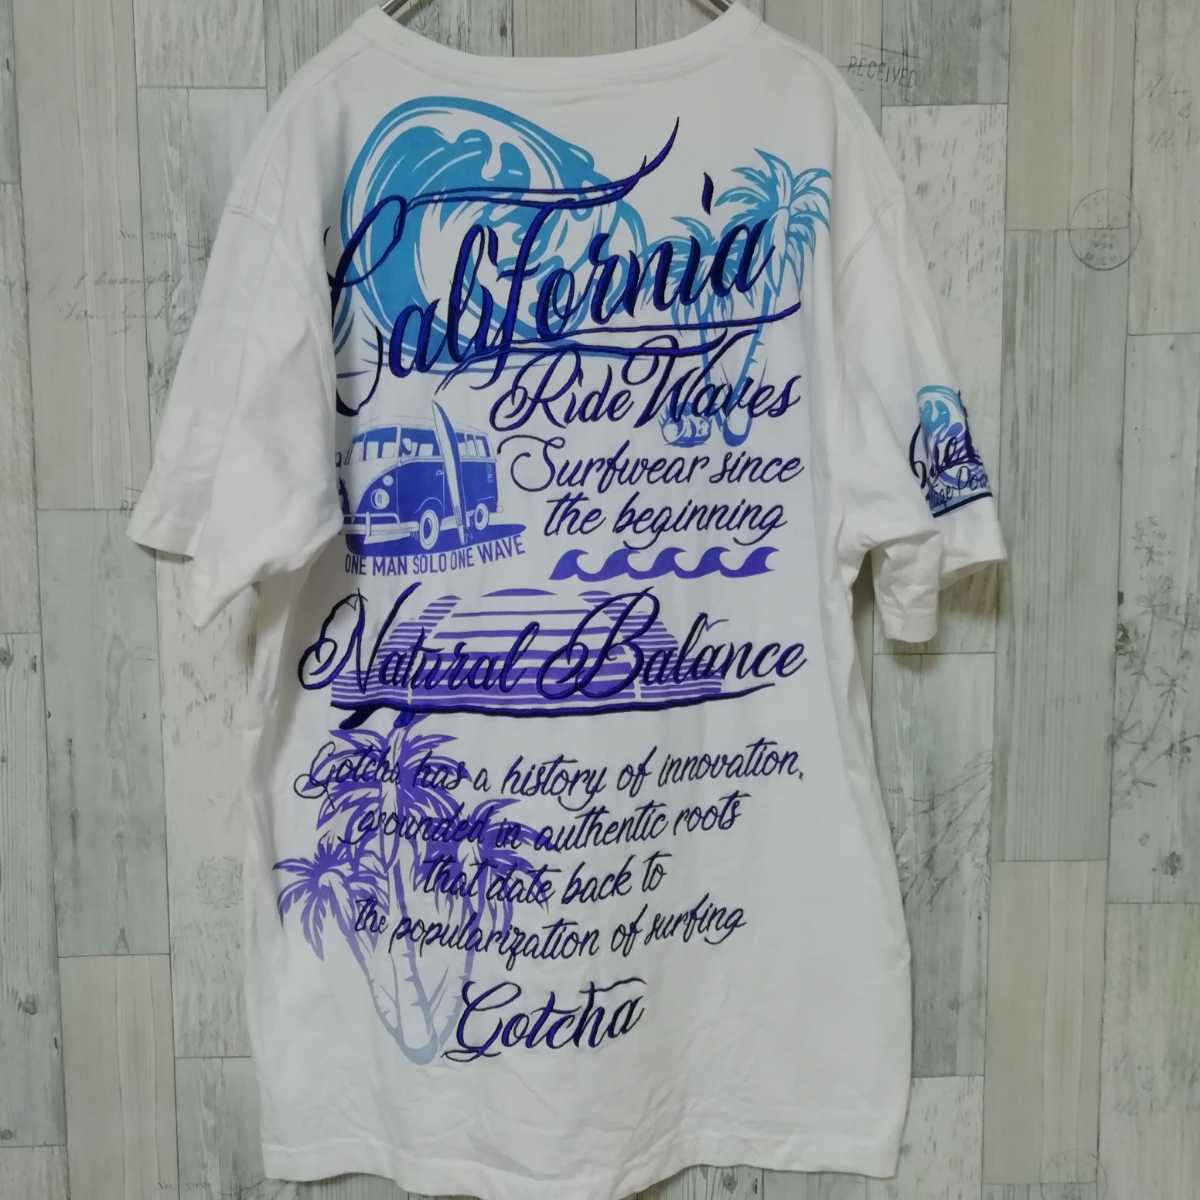 RECEIVED
California
Ride Waves
Surfwear since
the beginning
ONE MAN SOLO ONE WAVE
Natural Balance
Gotcha has a history of innovation,
grounded in authentic roots
that date back to
the popularization of surfing
Gotcha